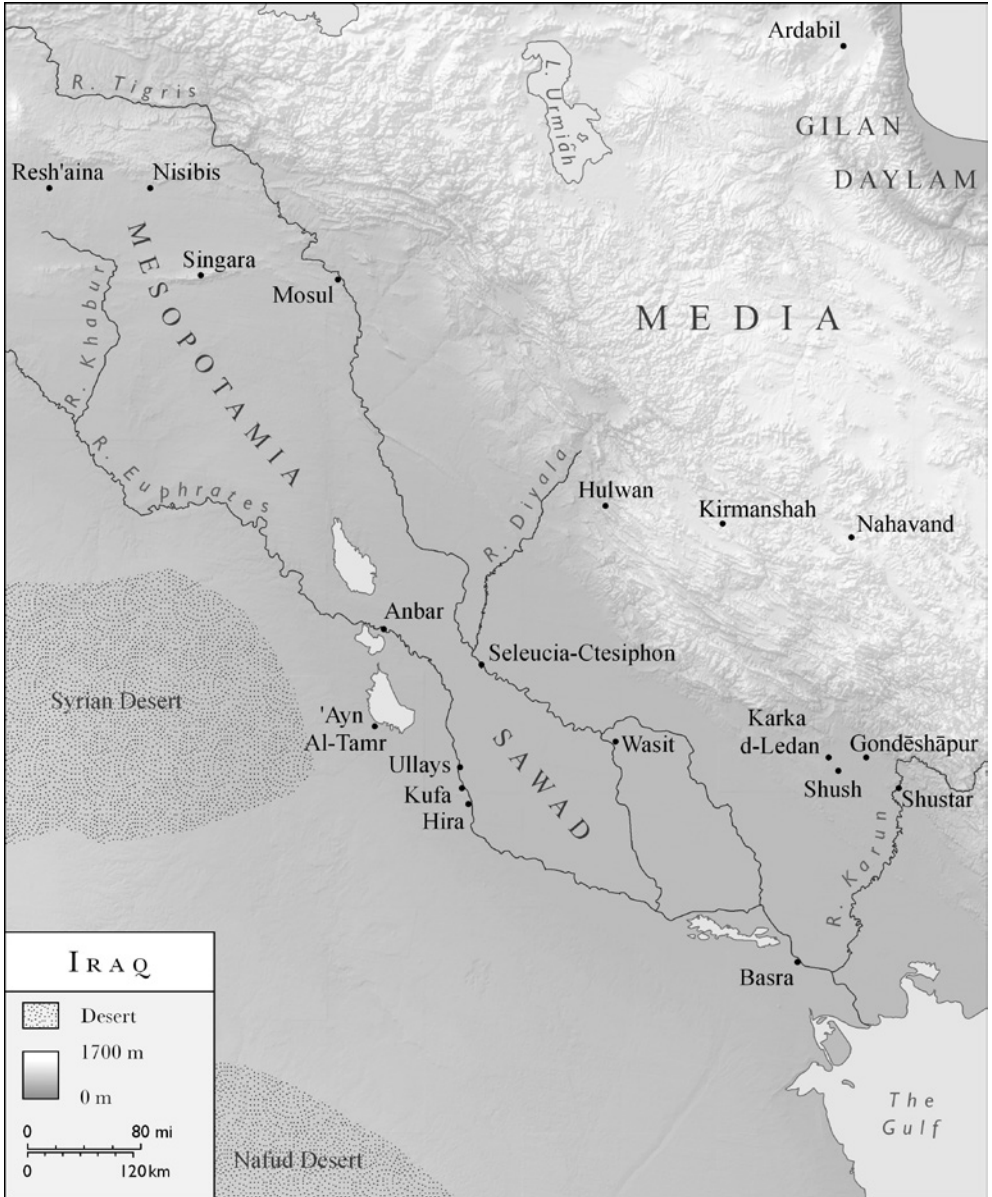 Ardabil
R. Tigris
L. Urmiâh
GILAN
DAYLAM
Resh'aina
Nisibis
MESOPOTAMIA
Singara
Mosul
R. Khabur
MEDIA
R. Euphrates
R. Diyala
Hulwan
Kirmanshah
Nahavand
Anbar
Seleucia-Ctesiphon
Syrian Desert
'Ayn
Al-Tamr
SAWAD
Wasit
Karka
d-Ledan
Gondēshāpur
Ullays
Shush
Kufa
Shustar
Hira
R. Karun
IRAQ
Basra
Desert
1700 m
0 m
The
Gulf
0 80 mi
0 120 km
Nafud Desert